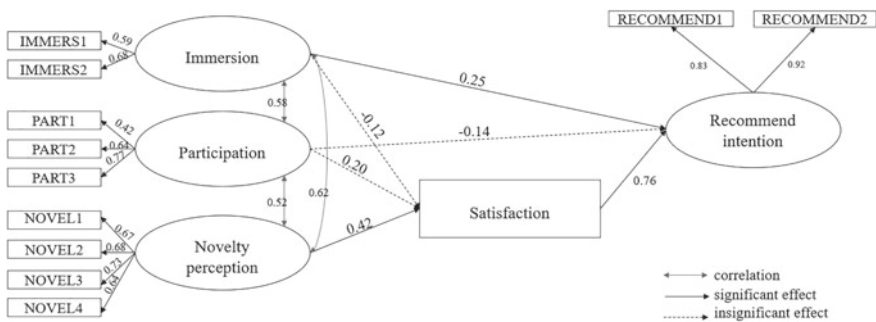 RECOMMEND1
RECOMMEND2
IMMERS1
0.59
IMMERS2
0.68
Immersion
0.83
0.92
0.25
0.58
-0.12
PART1
0.42
PART2
0.64
PART3
0.77
Participation
-0.14
Recommend
intention
0.20
0.62
0.52
0.76
NOVEL1
0.67
NOVEL2
0.68
NOVEL3
0.73
NOVEL4
0.64
Novelty
perception
0.42
Satisfaction
correlation
significant effect
insignificant effect